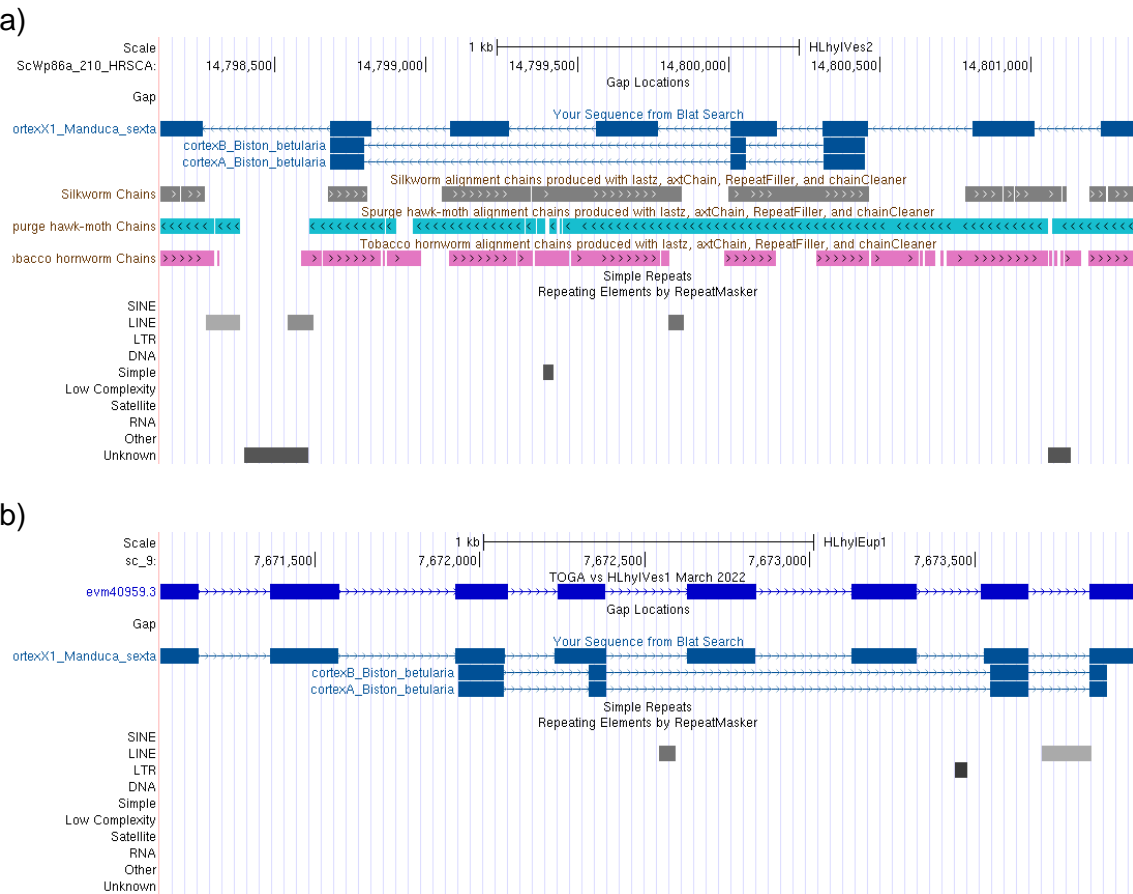 a)
Scale 1 kb HLhylVes2
ScWp86a_210_HRSCA: 14,798,500 14,799,000 14,799,500 14,800,000 14,800,500 14,801,000
Gap Locations
Gap
Your Sequence from Blat Search
ortexX1_Manduca_sexta
cortexB_Biston_betularia
cortexA_Biston_betularia
Silkworm alignment chains produced with lastz, axtChain, RepeatFiller, and chainCleaner
Silkworm Chains
Spurge hawk-moth alignment chains produced with lastz, axtChain, RepeatFiller, and chainCleaner
purge hawk-moth Chains
Tobacco hornworm alignment chains produced with lastz, axtChain, RepeatFiller, and chainCleaner
obacco hornworm Chains
Simple Repeats
Repeating Elements by RepeatMasker
SINE
LINE
LTR
DNA
Simple
Low Complexity
Satellite
RNA
Other
Unknown
b)
Scale 1 kb HLhylEup1
sc_9: 7,671,500 7,672,000 7,672,500 7,673,000 7,673,500
TOGA vs HLhylVes1 March 2022
evm40959.3
Gap Locations
Gap
Your Sequence from Blat Search
ortexX1_Manduca_sexta
cortexB_Biston_betularia
cortexA_Biston_betularia
Simple Repeats
Repeating Elements by RepeatMasker
SINE
LINE
LTR
DNA
Simple
Low Complexity
Satellite
RNA
Other
Unknown